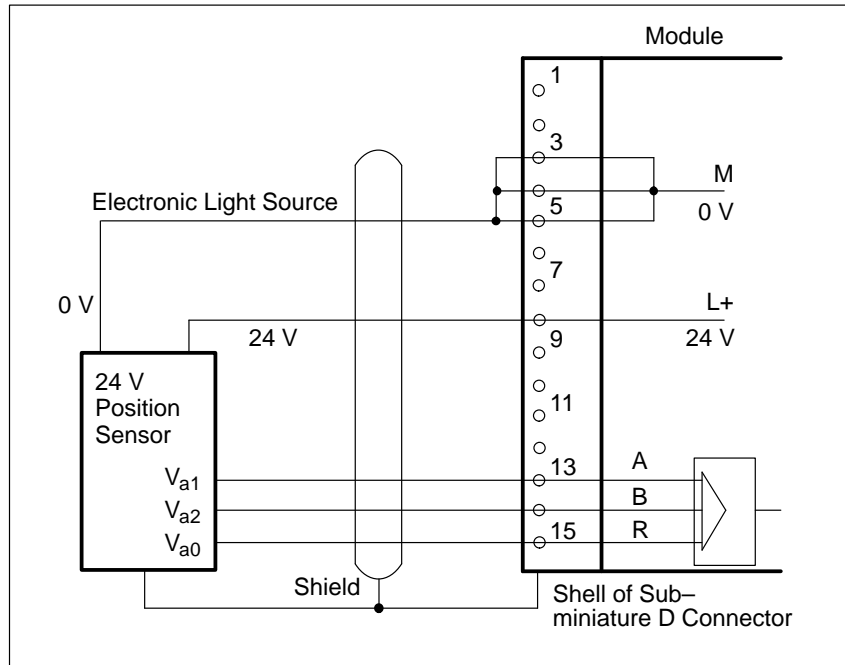 Module
1
3
M
Electronic Light Source
5
0 V
7
0 V
L+
24 V
24 V
9
24 V
Position
Sensor
11
Va1
13
A
Va2
B
Va0
15
R
Shield
Shell of Sub–
miniature D Connector